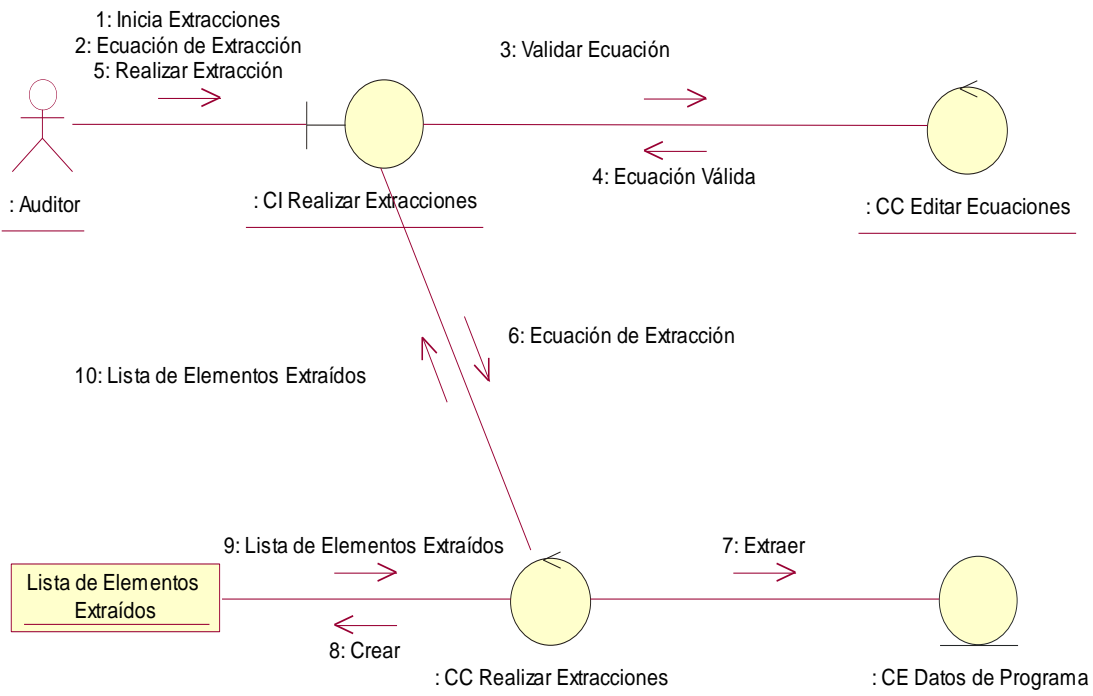 1: Inicia Extracciones
2: Ecuación de Extracción
5: Realizar Extracción
3: Validar Ecuación
4: Ecuación Válida
: Auditor
: CI Realizar Extracciones
: CC Editar Ecuaciones
6: Ecuación de Extracción
10: Lista de Elementos Extraídos
9: Lista de Elementos Extraídos
7: Extraer
Lista de Elementos
Extraídos
8: Crear
: CC Realizar Extracciones
: CE Datos de Programa